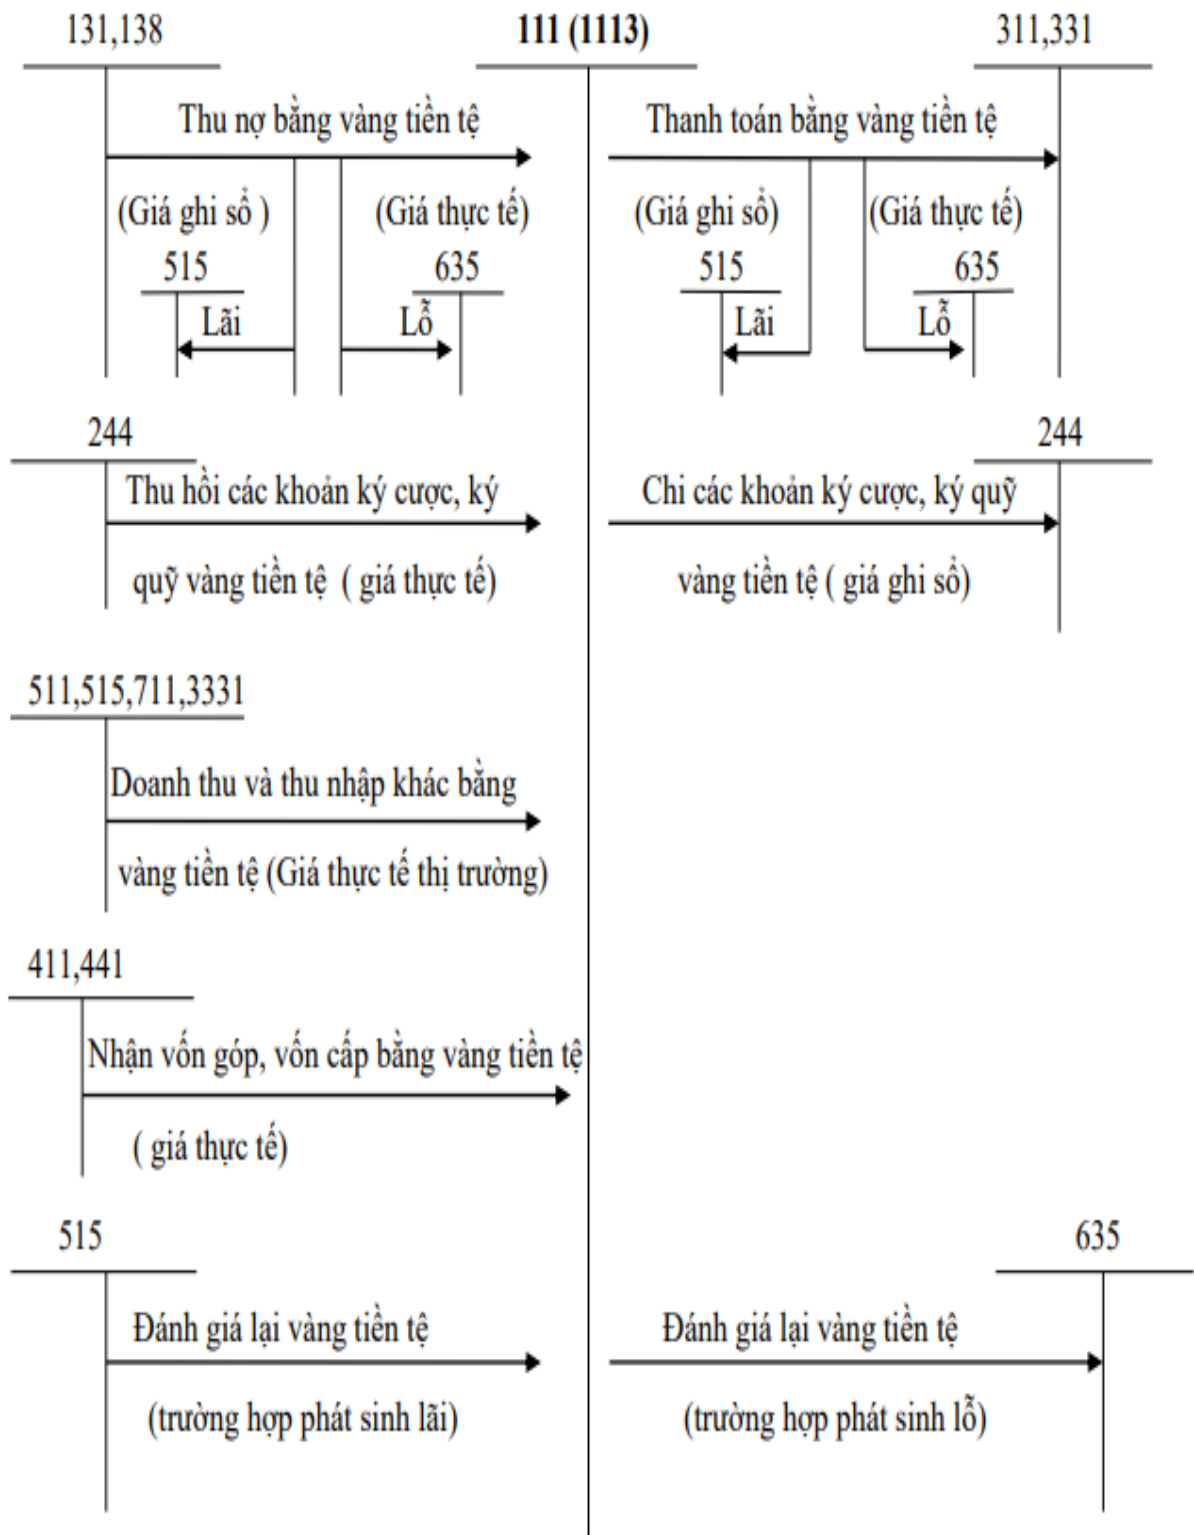 131,138
111 (1113)
311,331
Thu nợ bằng vàng tiền tệ
Thanh toán bằng vàng tiền tệ
(Giá ghi sổ )
(Giá thực tế)
(Giá ghi sổ)
(Giá thực tế)
515
635
515
635
Lãi
Lỗ
Lãi
Lỗ
244
244
Thu hồi các khoản ký cược, ký
Chi các khoản ký cược, ký quỹ
quỹ vàng tiền tệ ( giá thực tế)
vàng tiền tệ ( giá ghi sổ)
511,515,711,3331
Doanh thu và thu nhập khác bằng
vàng tiền tệ (Giá thực tế thị trường)
411,441
Nhận vốn góp, vốn cấp bằng vàng tiền tệ
( giá thực tế)
515
635
Đánh giá lại vàng tiền tệ
Đánh giá lại vàng tiền tệ
(trường hợp phát sinh lãi)
(trường hợp phát sinh lỗ)